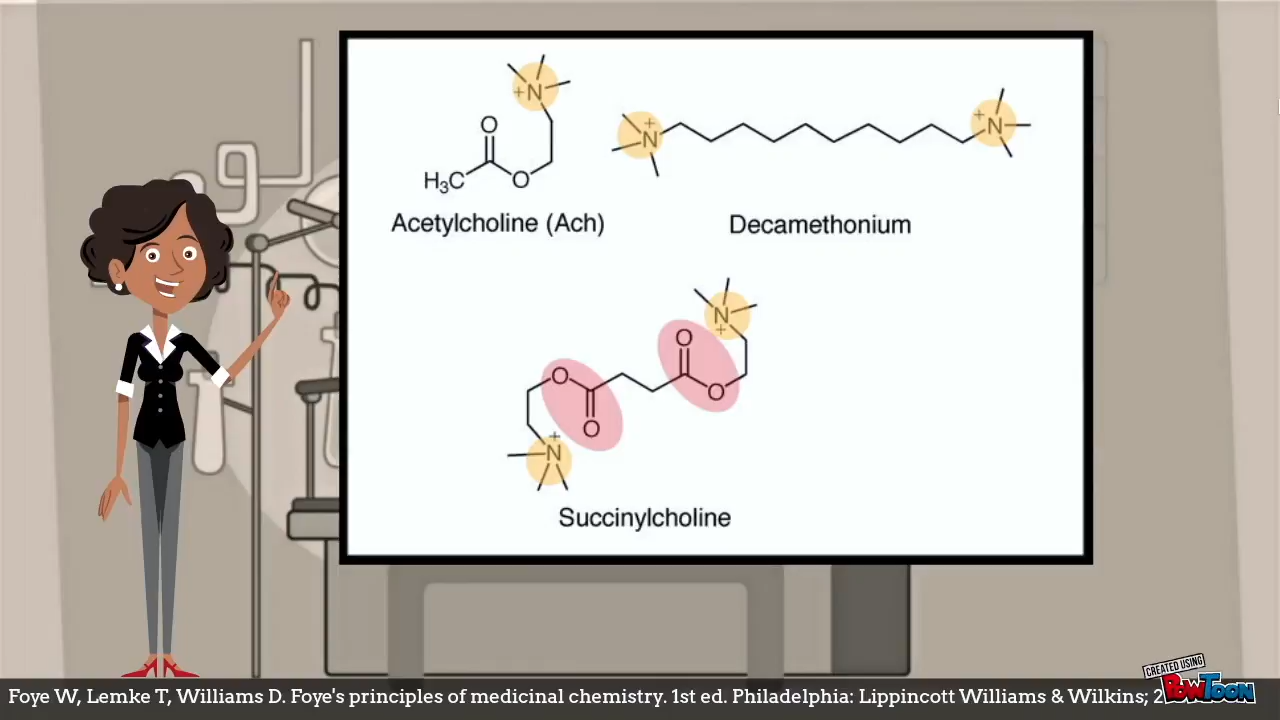 N+
O
H₃C
O
Acetylcholine (Ach)
+
N
+
N
Decamethonium
N
+
O
O
O
O
+
N
Succinylcholine
CREATED USING
POWTOON
Foye W, Lemke T, Williams D. Foye's principles of medicinal chemistry. 1st ed. Philadelphia: Lippincott Williams & Wilkins; 2